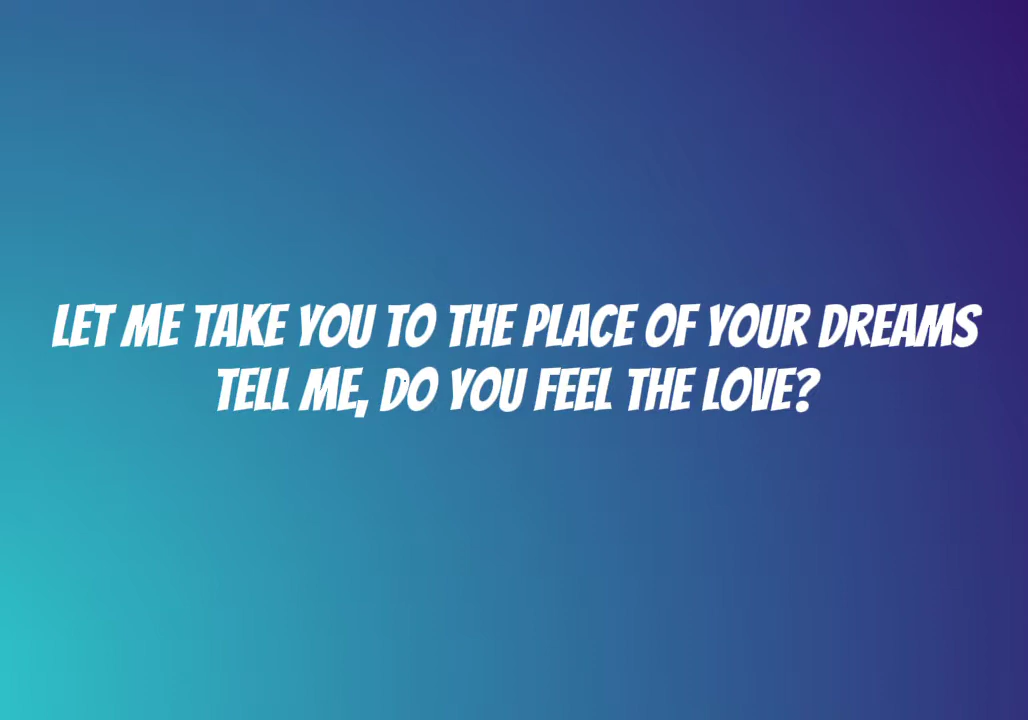 LET ME TAKE YOU TO THE PLACE OF YOUR DREAMS
TELL ME, DO YOU FEEL THE LOVE?